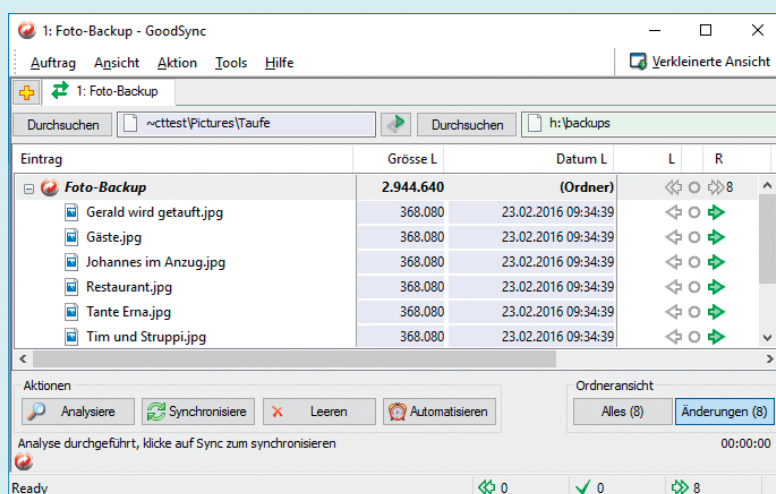 1: Foto-Backup - GoodSync
Auftrag Ansicht Aktion Tools Hilfe Verkleinerte Ansicht
1: Foto-Backup
Durchsuchen ~cttest\Pictures\Taufe Durchsuchen h:\backups
Eintrag Grösse L Datum L L R
Foto-Backup 2.944.640 (Ordner) 8
Gerald wird getauft.jpg 368.080 23.02.2016 09:34:39
Gäste.jpg 368.080 23.02.2016 09:34:39
Johannes im Anzug.jpg 368.080 23.02.2016 09:34:39
Restaurant.jpg 368.080 23.02.2016 09:34:39
Tante Erna.jpg 368.080 23.02.2016 09:34:39
Tim und Struppi.jpg 368.080 23.02.2016 09:34:39
Aktionen Ordneransicht
Analysiere Synchronisiere Leeren Automatisieren Alles (8) Änderungen (8)
Analyse durchgeführt, klicke auf Sync zum synchronisieren 00:00:00
Ready 0 0 8